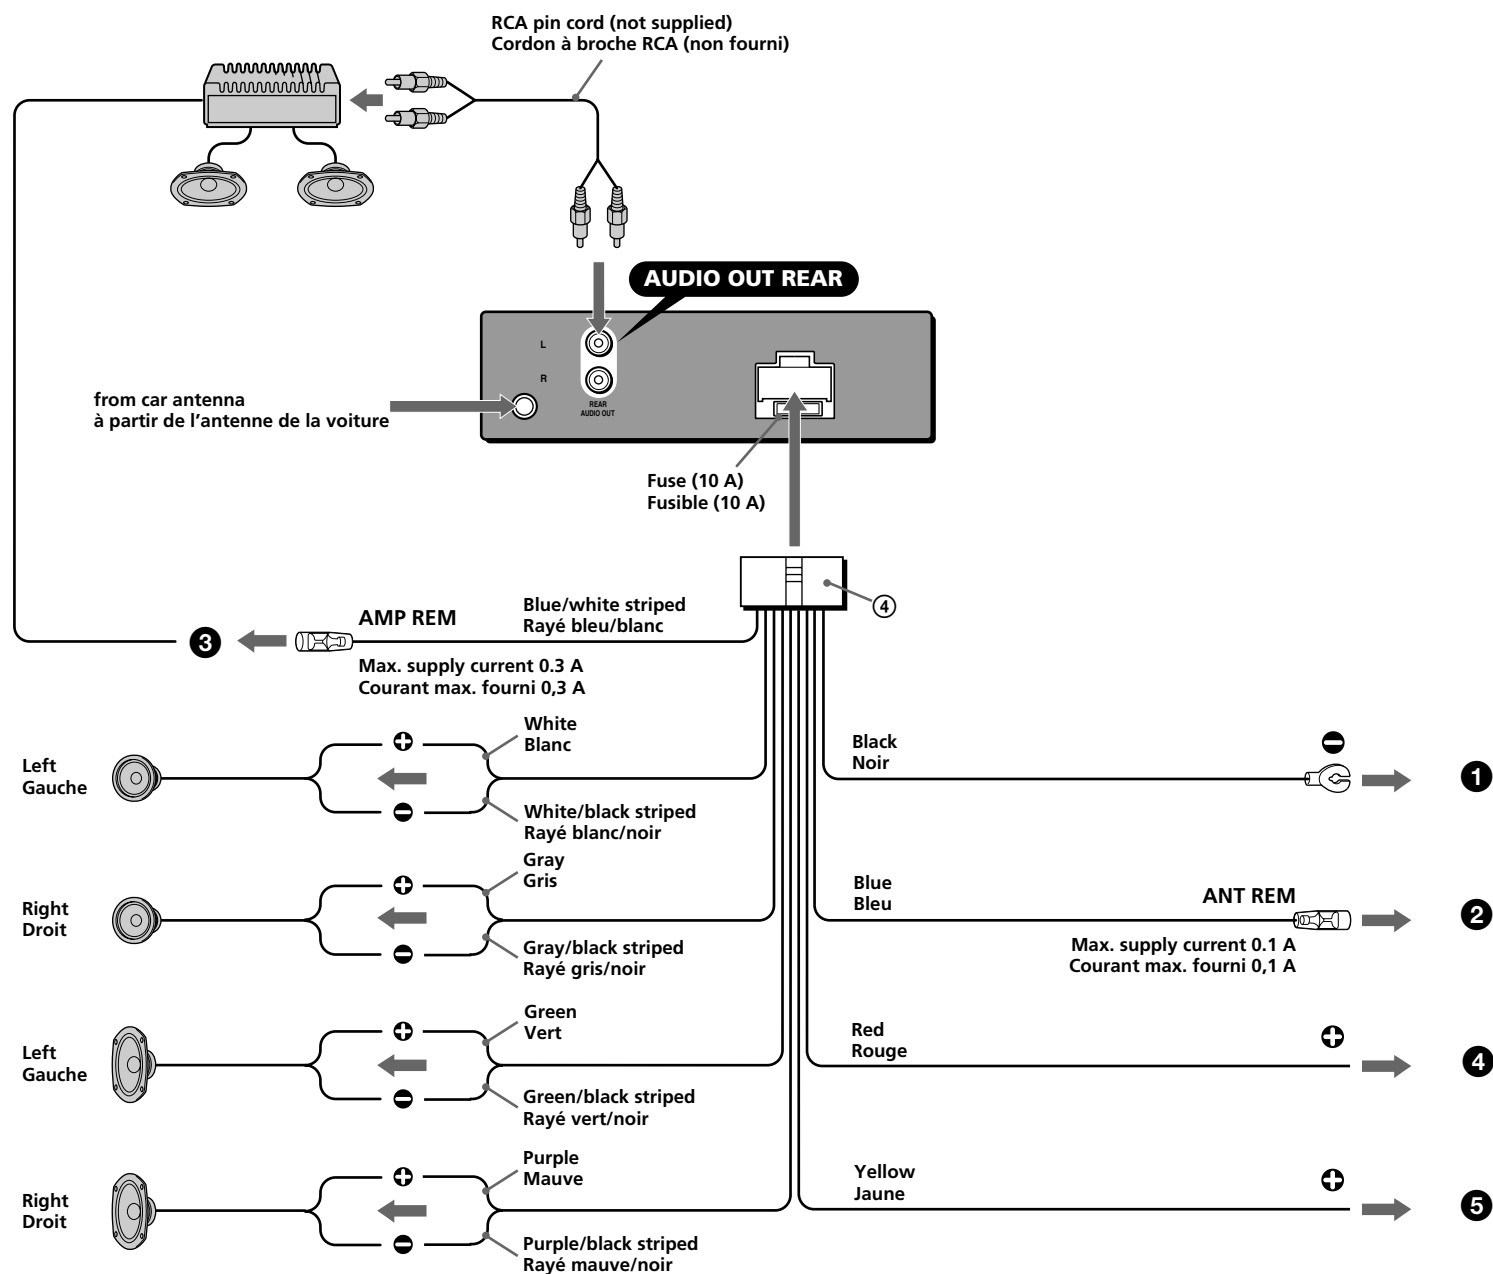 RCA pin cord (not supplied)
Cordon à broche RCA (non fourni)
AUDIO OUT REAR
L
R
REAR
AUDIO OUT
from car antenna
à partir de l’antenne de la voiture
Fuse (10 A)
Fusible (10 A)
④
AMP REM
Blue/white striped
Rayé bleu/blanc
❸
Max. supply current 0.3 A
Courant max. fourni 0,3 A
Left
Gauche
+
−
White
Blanc
White/black striped
Rayé blanc/noir
Right
Droit
+
−
Gray
Gris
Gray/black striped
Rayé gris/noir
Left
Gauche
+
−
Green
Vert
Green/black striped
Rayé vert/noir
Right
Droit
+
−
Purple
Mauve
Purple/black striped
Rayé mauve/noir
Black
Noir
−
❶
Blue
Bleu
ANT REM
❷
Max. supply current 0.1 A
Courant max. fourni 0,1 A
Red
Rouge
+
❹
Yellow
Jaune
+
❺